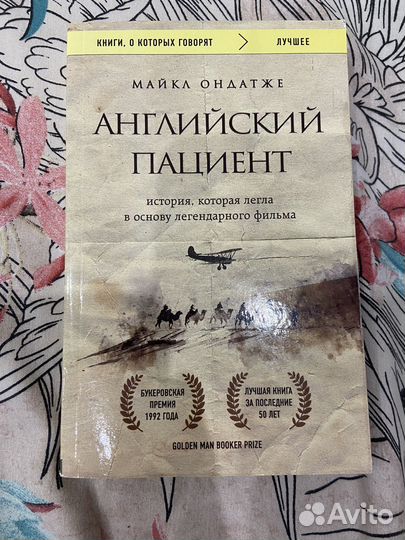 КНИГИ, О КОТОРЫХ ГОВОРЯТ > ЛУЧШЕЕ
МАЙКЛ ОНДАТЖЕ
АНГЛИЙСКИЙ
ПАЦИЕНТ
история, которая легла
в основу легендарного фильма
БУКЕРОВСКАЯ
ПРЕМИЯ
1992 ГОДА
ЛУЧШАЯ КНИГА
ЗА ПОСЛЕДНИЕ
50 ЛЕТ
GOLDEN MAN BOOKER PRIZE
Avito